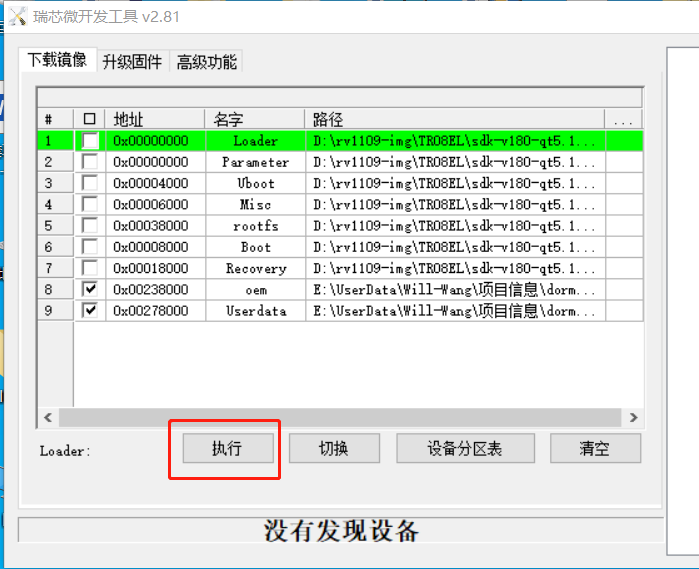 瑞芯微开发工具 v2.81
下载镜像 升级固件 高级功能
# 地址 名字 路径 ...
1 0x00000000 Loader D:\rv1109-img\TR08EL\sdk-v180-qt5.1...
2 0x00000000 Parameter D:\rv1109-img\TR08EL\sdk-v180-qt5.1...
3 0x00004000 Uboot D:\rv1109-img\TR08EL\sdk-v180-qt5.1...
4 0x00006000 Misc D:\rv1109-img\TR08EL\sdk-v180-qt5.1...
5 0x00038000 rootfs D:\rv1109-img\TR08EL\sdk-v180-qt5.1...
6 0x00008000 Boot D:\rv1109-img\TR08EL\sdk-v180-qt5.1...
7 0x00018000 Recovery D:\rv1109-img\TR08EL\sdk-v180-qt5.1...
8 0x00238000 oem E:\UserData\Will-Wang\项目信息\dorm...
9 0x00278000 Userdata E:\UserData\Will-Wang\项目信息\dorm...
Loader: 执行 切换 设备分区表 清空
没有发现设备